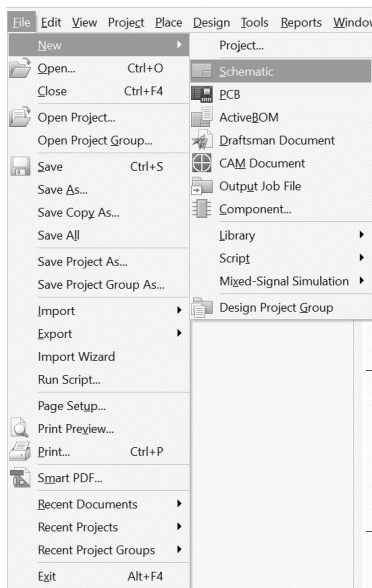 File Edit View Project Place Design Tools Reports Window
New
Open... Ctrl+O
Close Ctrl+F4
Open Project...
Open Project Group...
Save Ctrl+S
Save As...
Save Copy As...
Save All
Save Project As...
Save Project Group As...
Import
Export
Import Wizard
Run Script...
Page Setup...
Print Preview...
Print... Ctrl+P
Smart PDF...
Recent Documents
Recent Projects
Recent Project Groups
Exit Alt+F4
Project...
Schematic
PCB
ActiveBOM
Draftsman Document
CAM Document
Output Job File
Component...
Library
Script
Mixed-Signal Simulation
Design Project Group